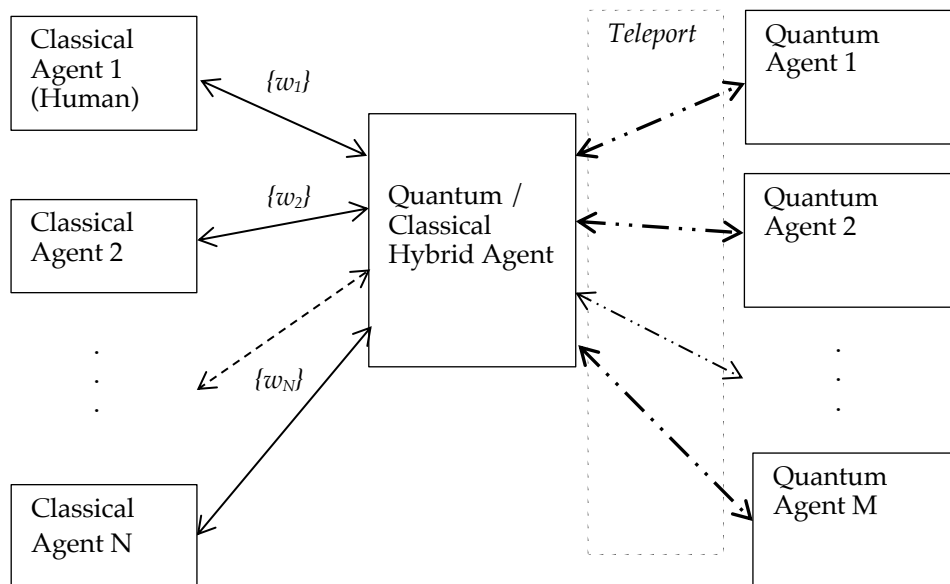 Classical
Agent 1
(Human)
{w1}
Teleport
Quantum
Agent 1
Classical
Agent 2
{w2}
Quantum /
Classical
Hybrid Agent
Quantum
Agent 2
.
.
.
{wN}
.
.
.
Classical
Agent N
Quantum
Agent M